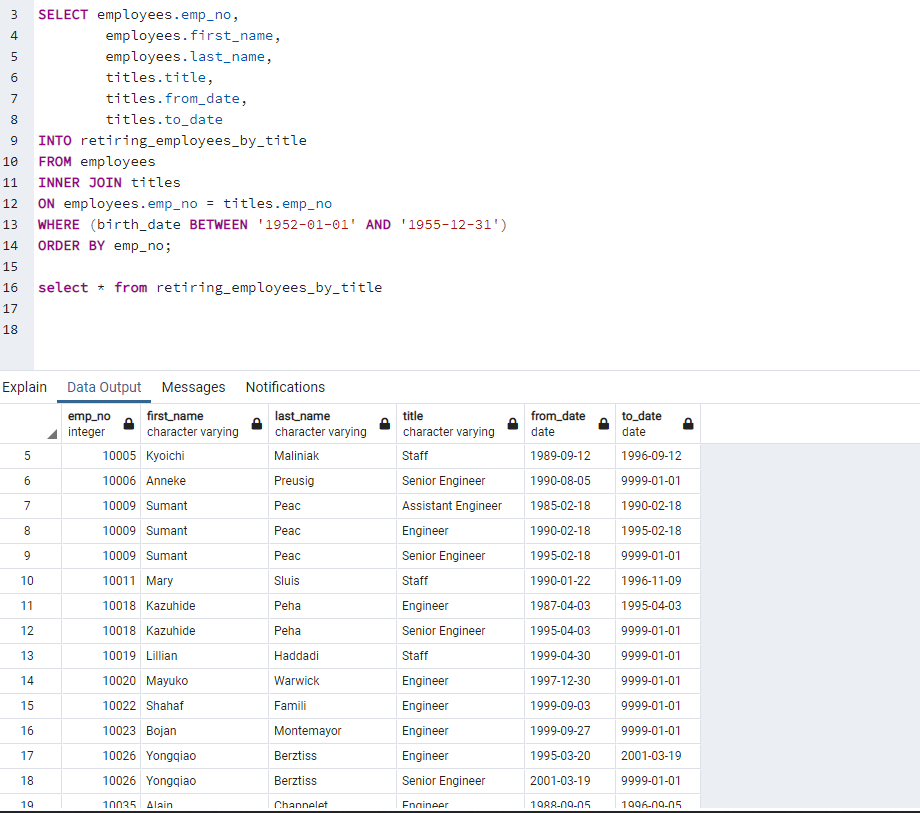 3 SELECT employees.emp_no,
4 employees.first_name,
5 employees.last_name,
6 titles.title,
7 titles.from_date,
8 titles.to_date
9 INTO retiring_employees_by_title
10 FROM employees
11 INNER JOIN titles
12 ON employees.emp_no = titles.emp_no
13 WHERE (birth_date BETWEEN '1952-01-01' AND '1955-12-31')
14 ORDER BY emp_no;
15
16 select * from retiring_employees_by_title
17
18
Explain Data Output Messages Notifications
emp_no first_name last_name title from_date to_date
integer character varying character varying character varying date date
5 10005 Kyoichi Maliniak Staff 1989-09-12 1996-09-12
6 10006 Anneke Preusig Senior Engineer 1990-08-05 9999-01-01
7 10009 Sumant Peac Assistant Engineer 1985-02-18 1990-02-18
8 10009 Sumant Peac Engineer 1990-02-18 1995-02-18
9 10009 Sumant Peac Senior Engineer 1995-02-18 9999-01-01
10 10011 Mary Sluis Staff 1990-01-22 1996-11-09
11 10018 Kazuhide Peha Engineer 1987-04-03 1995-04-03
12 10018 Kazuhide Peha Senior Engineer 1995-04-03 9999-01-01
13 10019 Lillian Haddadi Staff 1999-04-30 9999-01-01
14 10020 Mayuko Warwick Engineer 1997-12-30 9999-01-01
15 10022 Shahaf Famili Engineer 1999-09-03 9999-01-01
16 10023 Bojan Montemayor Engineer 1999-09-27 9999-01-01
17 10026 Yongqiao Berztiss Engineer 1995-03-20 2001-03-19
18 10026 Yongqiao Berztiss Senior Engineer 2001-03-19 9999-01-01
19 10035 Alain Chappelet Engineer 1988-09-05 1996-09-05